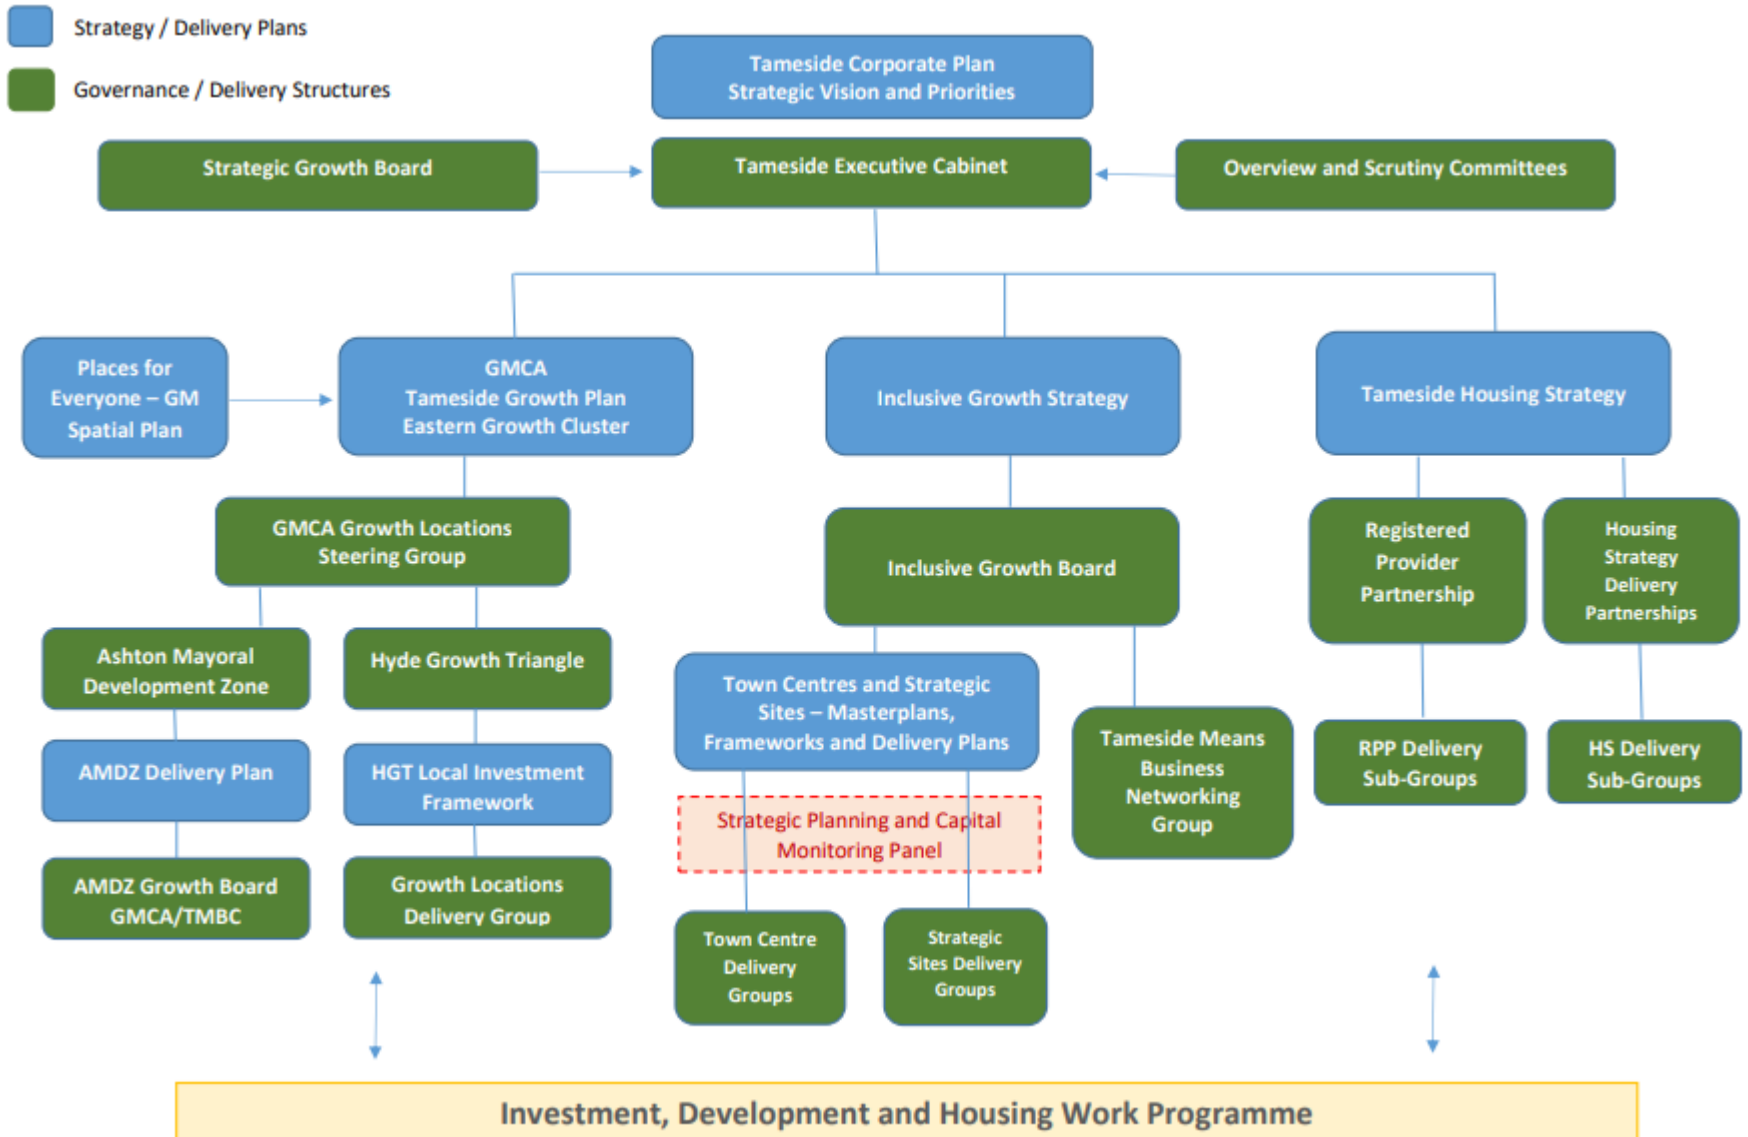 Strategy / Delivery Plans
Governance / Delivery Structures
Tameside Corporate Plan
Strategic Vision and Priorities
Strategic Growth Board
Tameside Executive Cabinet
Overview and Scrutiny Committees
Places for
Everyone – GM
Spatial Plan
GMCA
Tameside Growth Plan
Eastern Growth Cluster
Inclusive Growth Strategy
Tameside Housing Strategy
GMCA Growth Locations
Steering Group
Inclusive Growth Board
Registered
Provider
Partnership
Housing
Strategy
Delivery
Partnerships
Ashton Mayoral
Development Zone
Hyde Growth Triangle
Town Centres and Strategic
Sites – Masterplans,
Frameworks and Delivery Plans
Tameside Means
Business
Networking
Group
RPP Delivery
Sub-Groups
HS Delivery
Sub-Groups
AMDZ Delivery Plan
HGT Local Investment
Framework
Strategic Planning and Capital
Monitoring Panel
AMDZ Growth Board
GMCA/TMBC
Growth Locations
Delivery Group
Town Centre
Delivery
Groups
Strategic
Sites Delivery
Groups
Investment, Development and Housing Work Programme